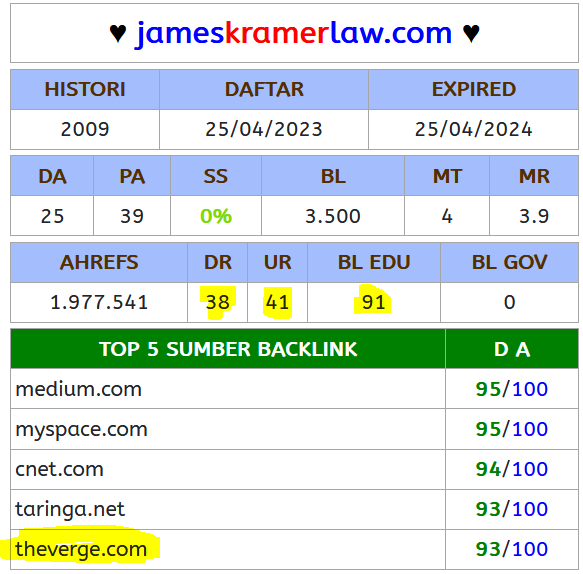 ♥ jameskramerlaw.com ♥
HISTORI DAFTAR EXPIRED
2009 25/04/2023 25/04/2024
DA PA SS BL MT MR
25 39 0% 3.500 4 3.9
AHREFS DR UR BL EDU BL GOV
1.977.541 38 41 91 0
TOP 5 SUMBER BACKLINK D A
medium.com 95/100
myspace.com 95/100
cnet.com 94/100
taringa.net 93/100
theverge.com 93/100